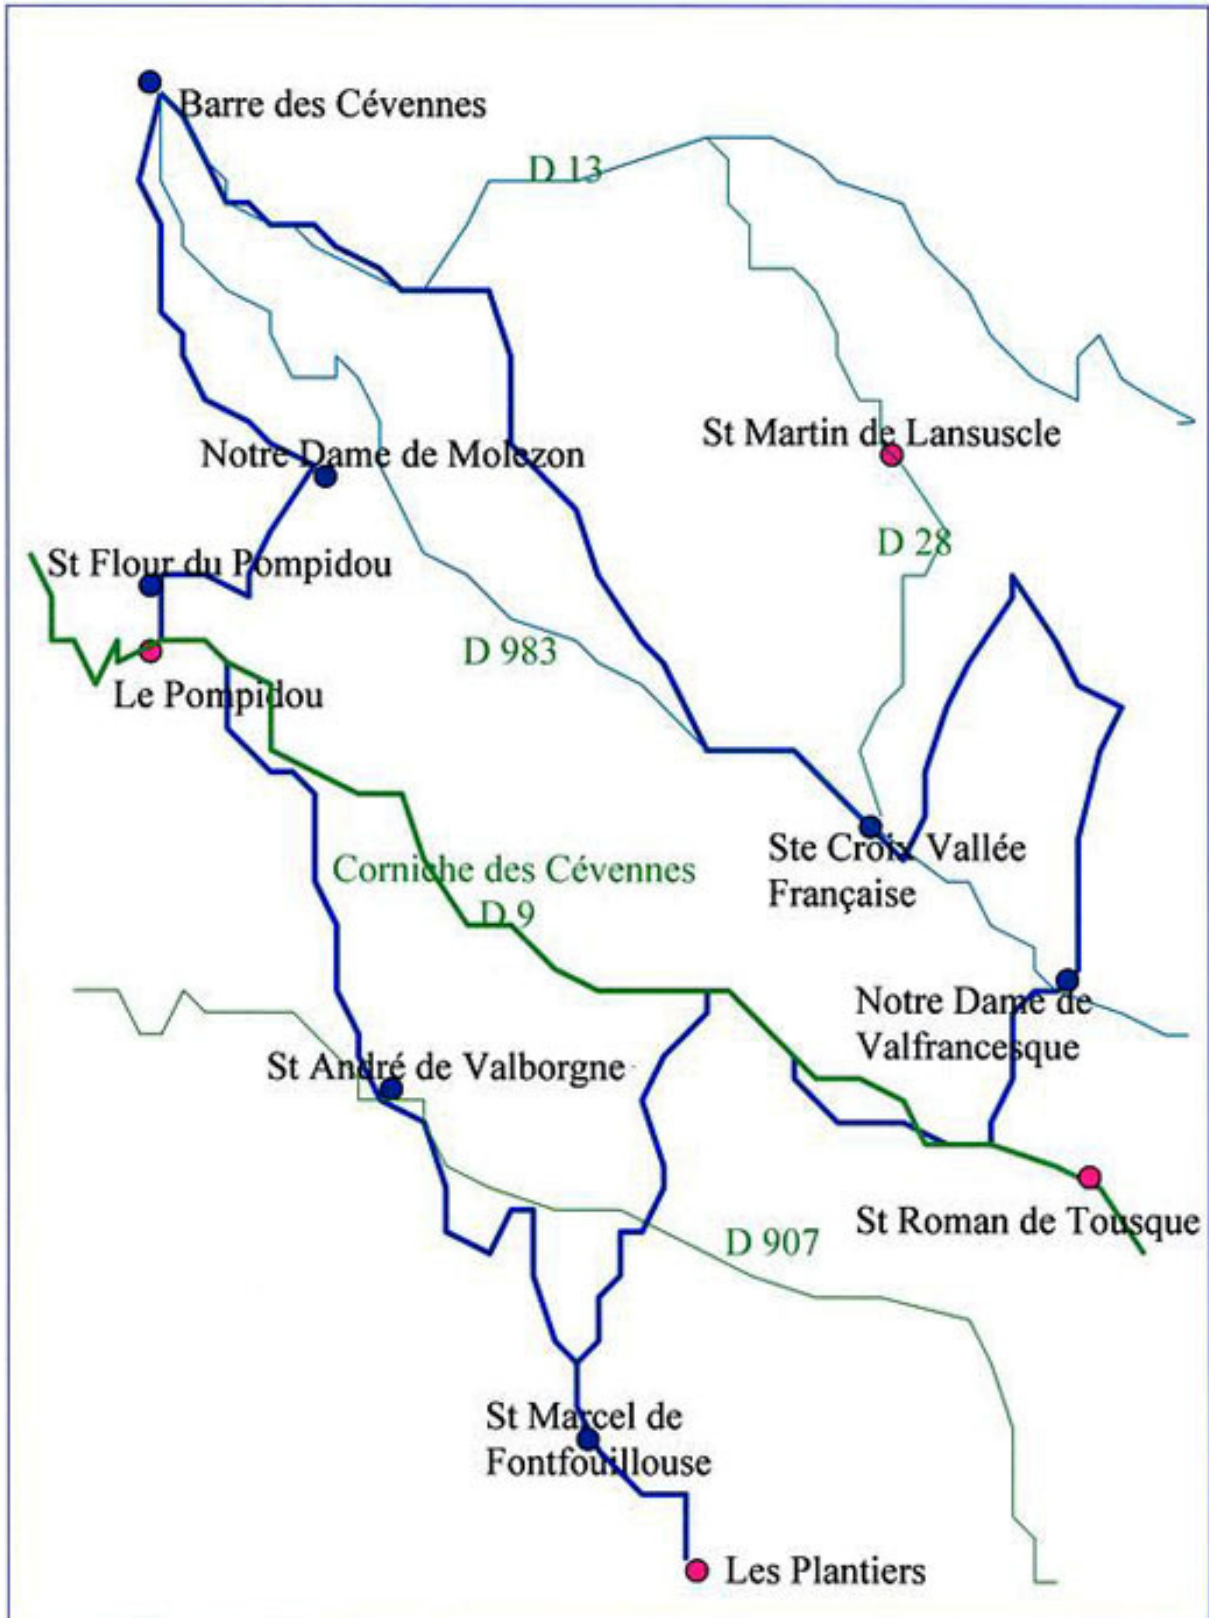 Barre des Cévennes
D 13
St Martin de Lansuscle
Notre Dame de Molezon
D 28
St Flour du Pompidou
D 983
Le Pompidou
Ste Croix Vallée
Française
Corniche des Cévennes
D 9
Notre Dame de
Valfrancesque
St André de Valborgne
St Roman de Tousque
D 907
St Marcel de
Fontfouillouse
Les Plantiers